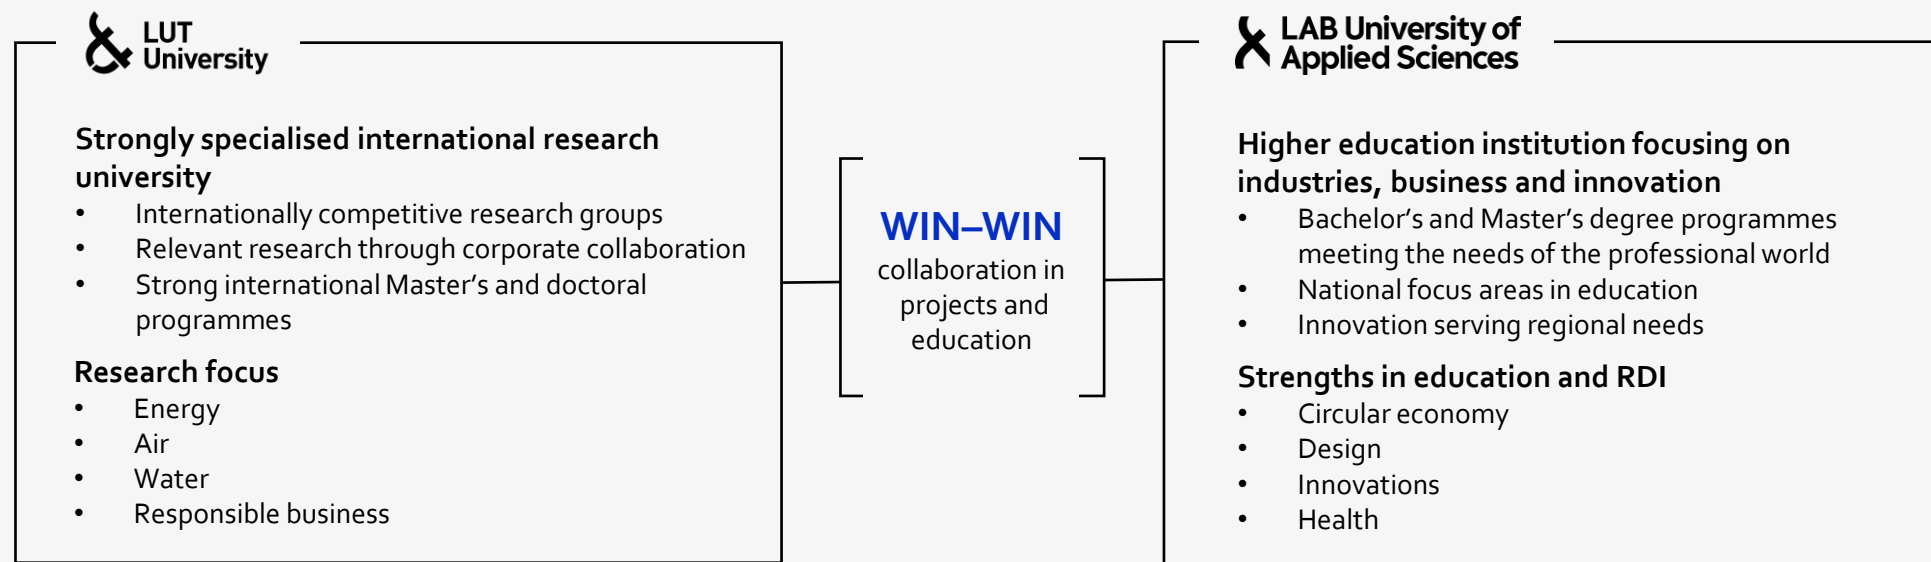 LUT
University
Strongly specialised international research
university
• Internationally competitive research groups
• Relevant research through corporate collaboration
• Strong international Master's and doctoral
programmes
Research focus
• Energy
• Air
• Water
• Responsible business
WIN–WIN
collaboration in
projects and
education
LAB University of
Applied Sciences
Higher education institution focusing on
industries, business and innovation
• Bachelor's and Master's degree programmes
meeting the needs of the professional world
• National focus areas in education
• Innovation serving regional needs
Strengths in education and RDI
• Circular economy
• Design
• Innovations
• Health